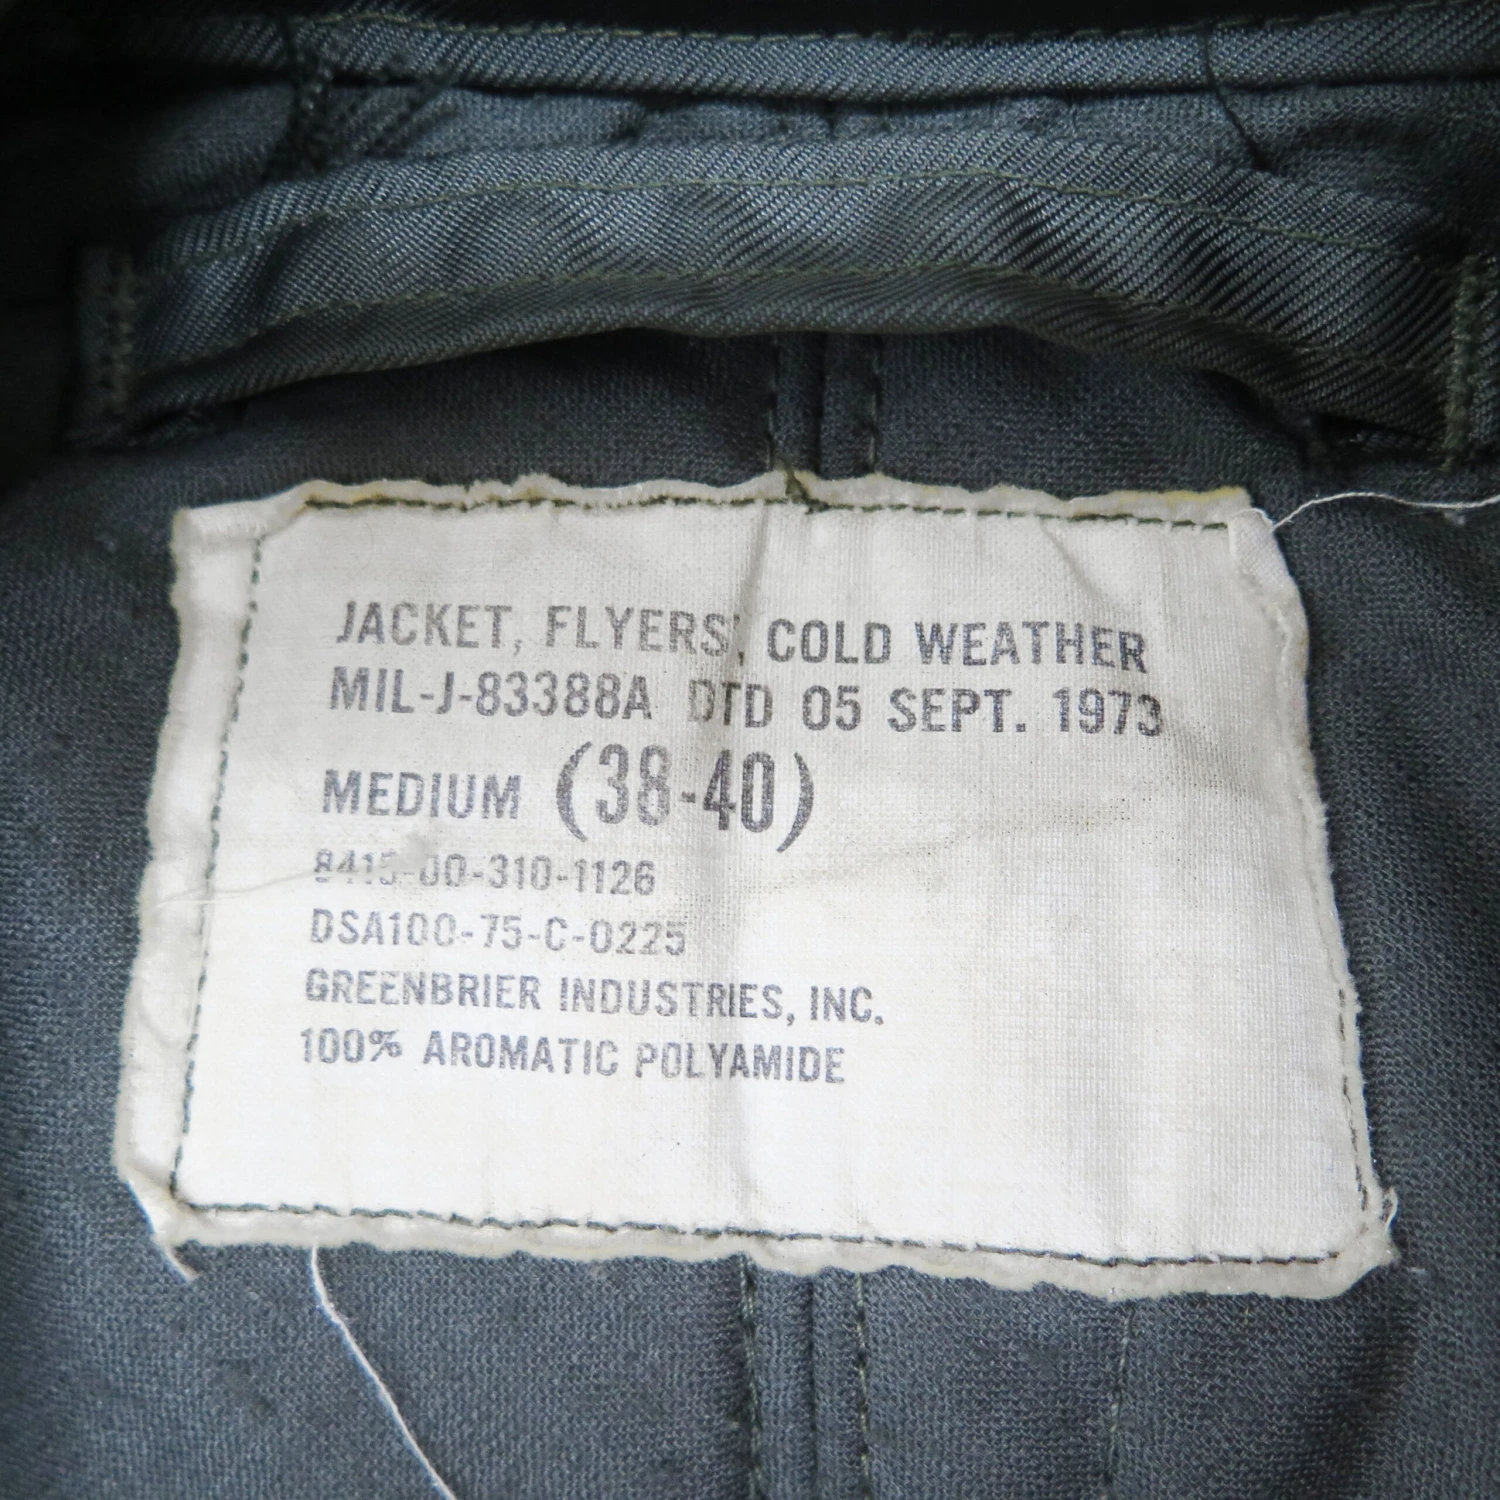 JACKET, FLYERS', COLD WEATHER
MIL-J-83388A DTD 05 SEPT. 1973
MEDIUM (38-40)
8415-00-310-1126
DSA100-75-C-0225
GREENBRIER INDUSTRIES, INC.
100% AROMATIC POLYAMIDE